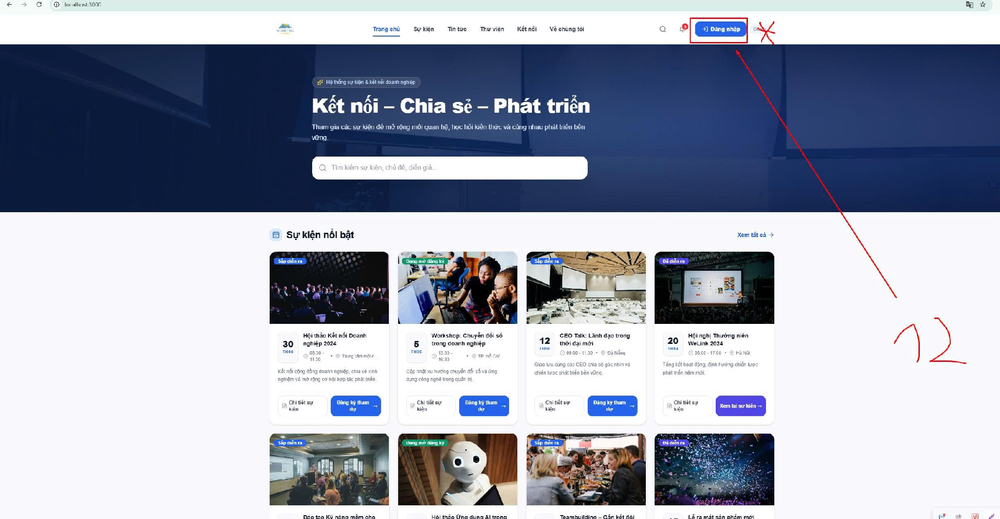 localhost:3000
Trang chủ
Sự kiện
Tin tức
Thư viện
Kết nối
Về chúng tôi
3
Đăng nhập
Hệ thống sự kiện & kết nối doanh nghiệp
Kết nối – Chia sẻ – Phát triển
Tham gia các sự kiện để mở rộng mối quan hệ, học hỏi kiến thức và cùng nhau phát triển bền
vững.
Tìm kiếm sự kiện, chủ đề, diễn giả...
12
Sự kiện nổi bật
Xem tất cả →
Sắp diễn ra
30
TH05
Hội thảo Kết nối Doanh
nghiệp 2024
08:30 -
11:30
• Trung tâm Hội n...
Kết nối cộng đồng doanh nghiệp, chia sẻ kinh
nghiệm và mở rộng cơ hội hợp tác phát triển.
Chi tiết sự
kiện
Đăng ký tham
dự →
Đang mở đăng ký
5
TH06
Workshop: Chuyển đổi số
trong doanh nghiệp
13:30 -
16:30
• TP. Hồ Chí...
Cập nhật xu hướng chuyển đổi số và ứng
dụng công nghệ trong quản trị.
Chi tiết sự
kiện
Đăng ký tham
dự →
Sắp diễn ra
12
TH06
CEO Talk: Lãnh đạo trong
thời đại mới
09:00 - 11:00 • Đà Nẵng
Giao lưu cùng các CEO chia sẻ góc nhìn và
chiến lược phát triển bền vững.
Chi tiết sự
kiện
Đăng ký tham
dự →
Đã diễn ra
20
TH04
Hội nghị Thường niên
WeLink 2024
08:00 - 17:00 • Hà Nội
Tổng kết hoạt động, định hướng chiến lược
phát triển năm mới.
Chi tiết sự
kiện
Xem lại sự kiện →
Sắp diễn ra
Đào tạo Kỹ năng mềm cho
Đang mở đăng ký
Hội thảo Ứng dụng AI trong
Sắp diễn ra
Teambuilding – Gắn kết đội
Đã diễn ra
Lễ ra mắt sản phẩm mới